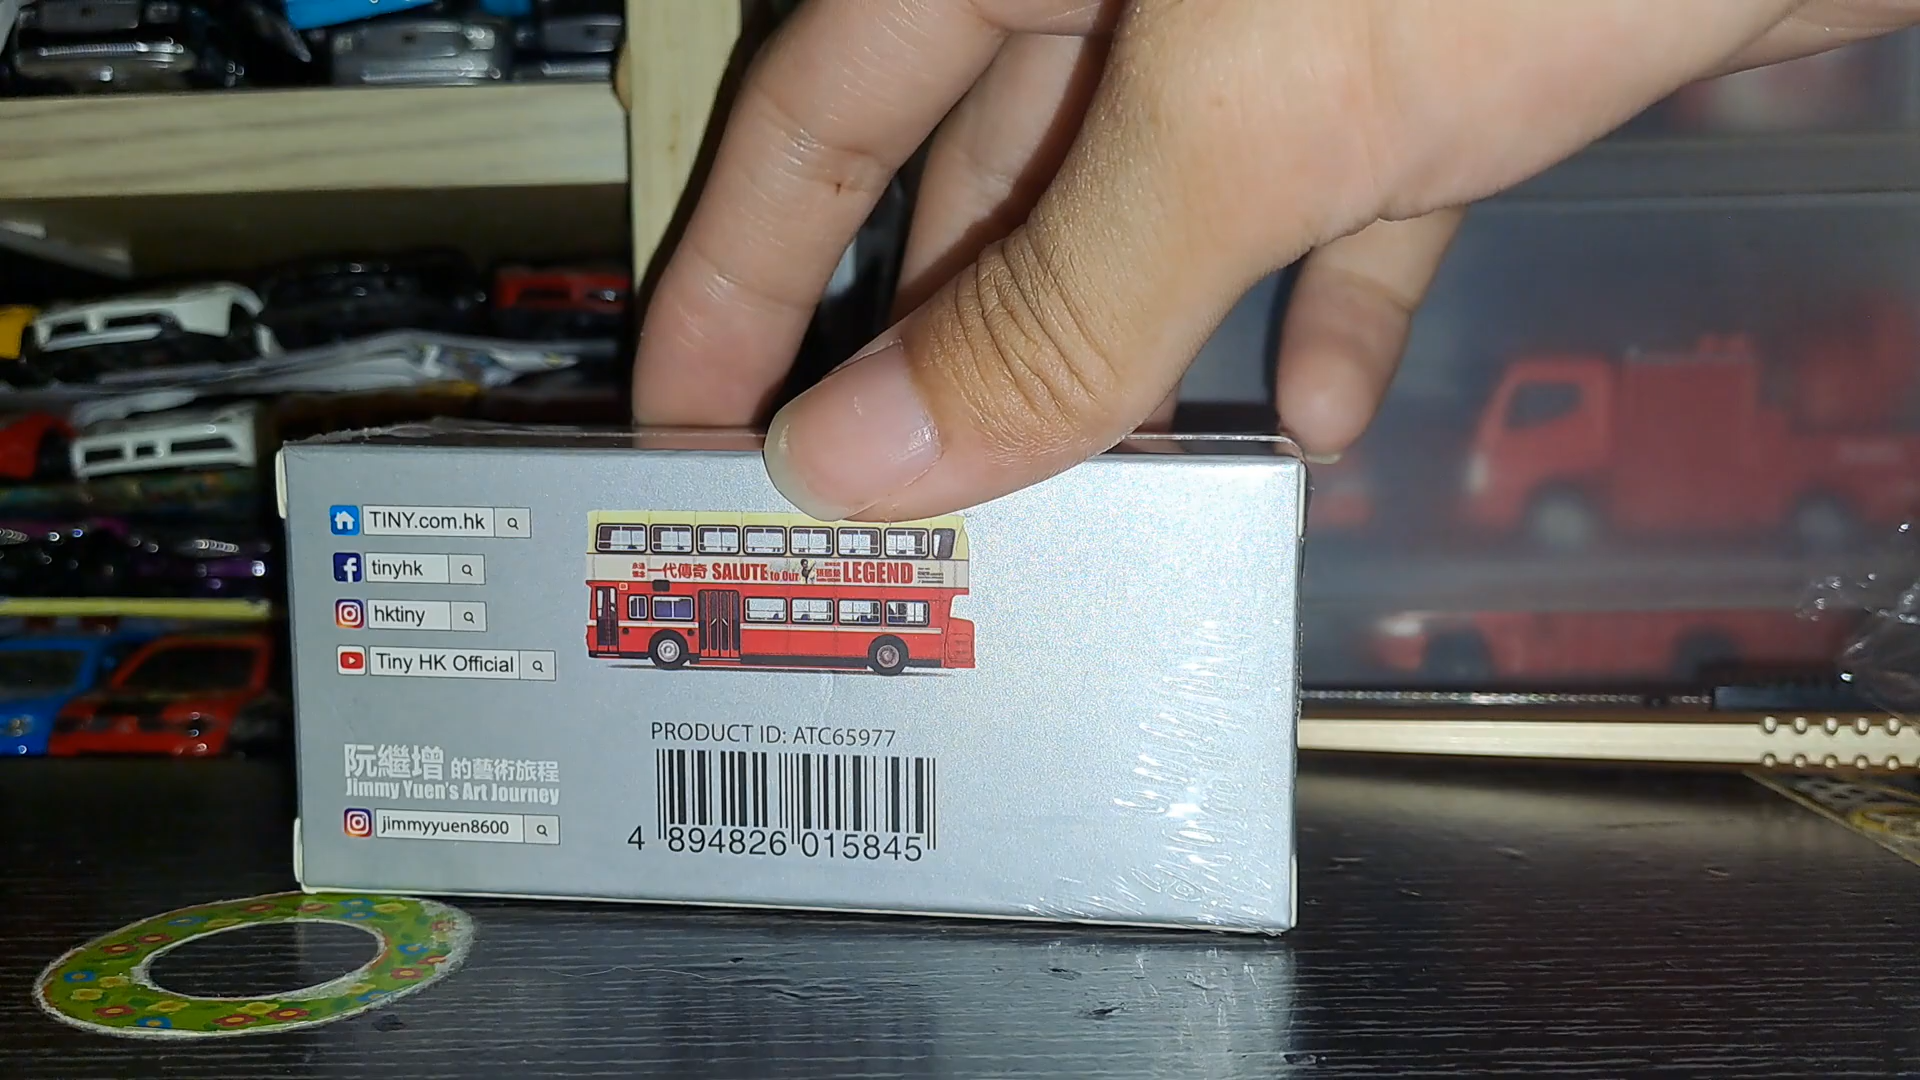 TINY.com.hk
tinyhk
hktiny
Tiny HK Official
一代傳奇 SALUTE to Our LEGEND
PRODUCT ID: ATC65977
4 894826 015845
阮繼增 的藝術旅程
Jimmy Yuen's Art Journey
jimmyyuen8600